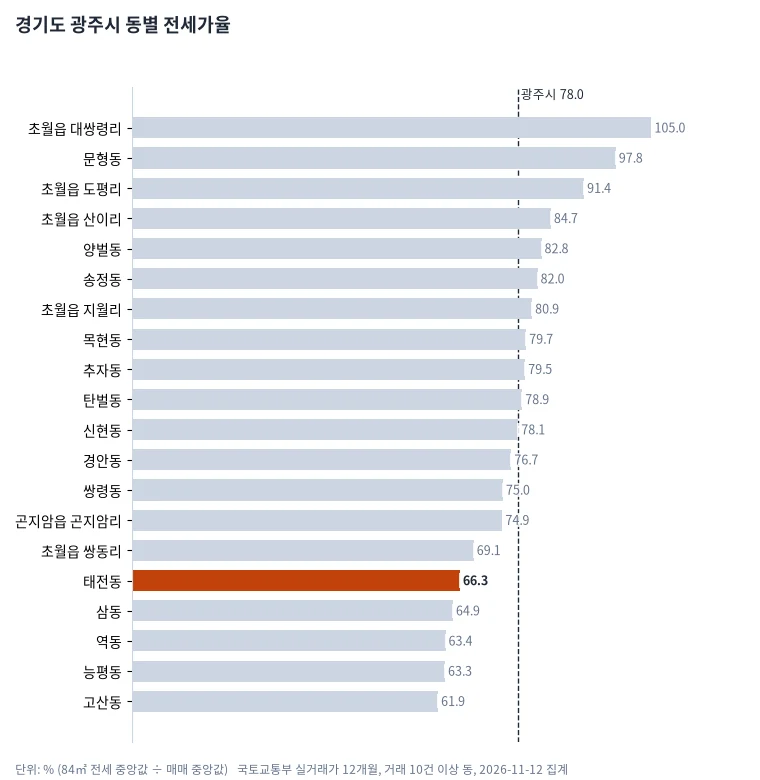 경기도 광주시 동별 전세가율
광주시 78.0
초월읍 대쌍령리 105.0
문형동 97.8
초월읍 도평리 91.4
초월읍 산이리 84.7
양벌동 82.8
송정동 82.0
초월읍 지월리 80.9
목현동 79.7
추자동 79.5
탄벌동 78.9
신현동 78.1
경안동 76.7
쌍령동 75.0
곤지암읍 곤지암리 74.9
초월읍 쌍동리 69.1
태전동 66.3
삼동 64.9
역동 63.4
능평동 63.3
고산동 61.9
단위: % (84㎡ 전세 중앙값 ÷ 매매 중앙값) 국토교통부 실거래가 12개월, 거래 10건 이상 동, 2026-11-12 집계